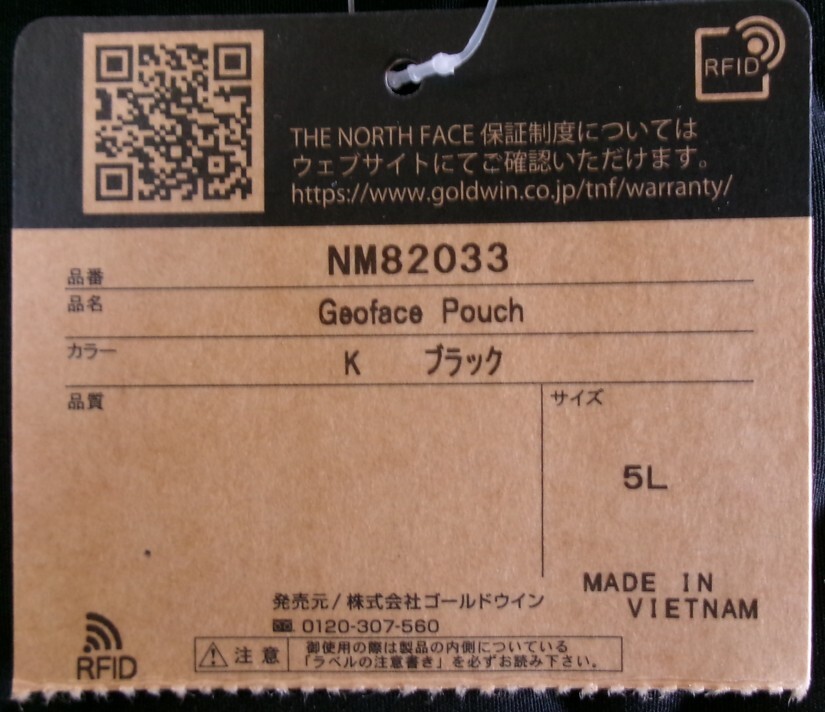 RFID
THE NORTH FACE 保証制度については
ウェブサイトにてご確認いただけます。
https://www.goldwin.co.jp/tnf/warranty/
品番 NM82033
品名 Geoface Pouch
カラー K ブラック
品質
サイズ
5L
MADE IN
VIETNAM
発売元/株式会社ゴールドウイン
0120-307-560
RFID
注意
御使用の際は製品の内側についている
「ラベルの注意書き」を必ずお読み下さい。